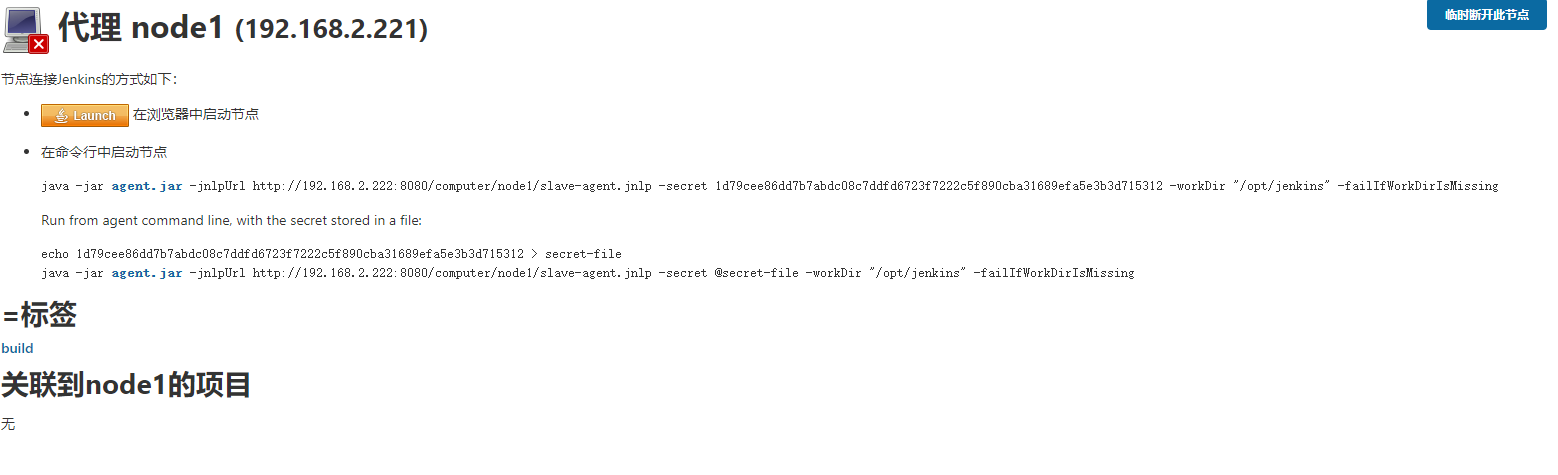 代理 node1 (192.168.2.221)
临时断开此节点
节点连接Jenkins的方式如下：
Launch 在浏览器中启动节点
在命令行中启动节点
java -jar agent.jar -jnlpUrl http://192.168.2.222:8080/computer/node1/slave-agent.jnlp -secret 1d79cee86dd7b7abdc08c7ddfd6723f7222c5f890cba31689efa5e3b3d715312 -workDir "/opt/jenkins" -failIfWorkDirIsMissing
Run from agent command line, with the secret stored in a file:
echo 1d79cee86dd7b7abdc08c7ddfd6723f7222c5f890cba31689efa5e3b3d715312 > secret-file
java -jar agent.jar -jnlpUrl http://192.168.2.222:8080/computer/node1/slave-agent.jnlp -secret @secret-file -workDir "/opt/jenkins" -failIfWorkDirIsMissing
=标签
build
关联到node1的项目
无